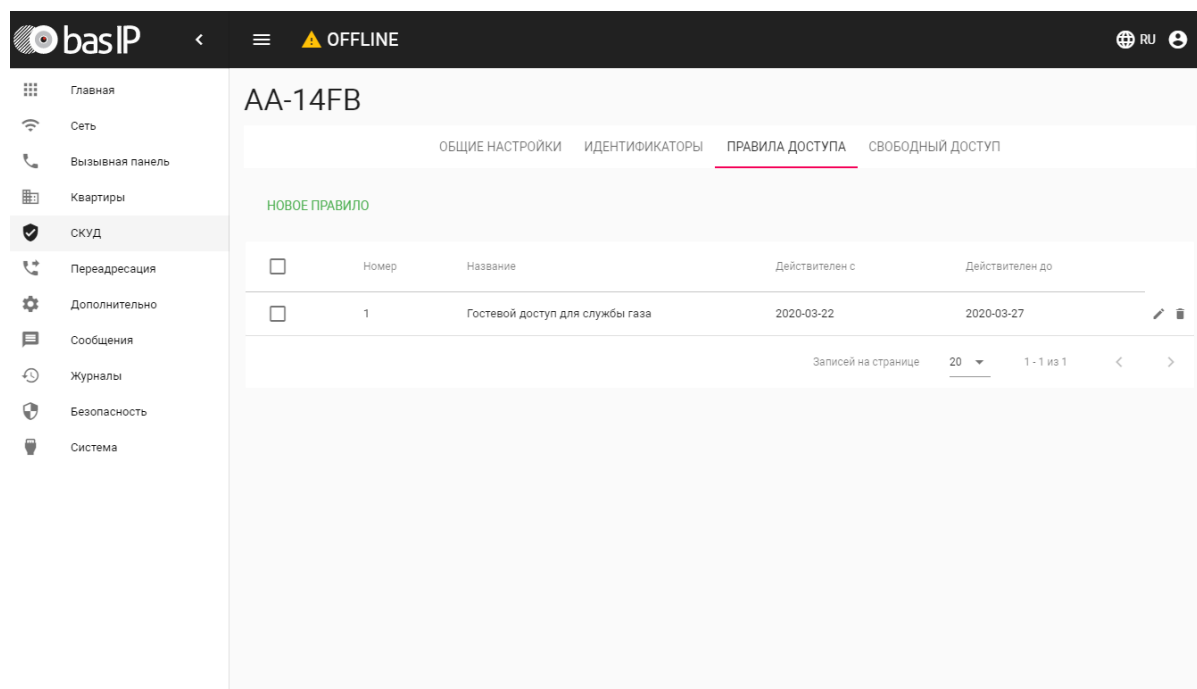 bas IP
OFFLINE
RU
Главная
Сеть
Вызывная панель
Квартиры
СКУД
Переадресация
Дополнительно
Сообщения
Журналы
Безопасность
Система
AA-14FB
ОБЩИЕ НАСТРОЙКИ ИДЕНТИФИКАТОРЫ ПРАВИЛА ДОСТУПА СВОБОДНЫЙ ДОСТУП
НОВОЕ ПРАВИЛО
Номер Название Действителен с Действителен до
1 Гостевой доступ для службы газа 2020-03-22 2020-03-27
Записей на странице 20 1 - 1 из 1